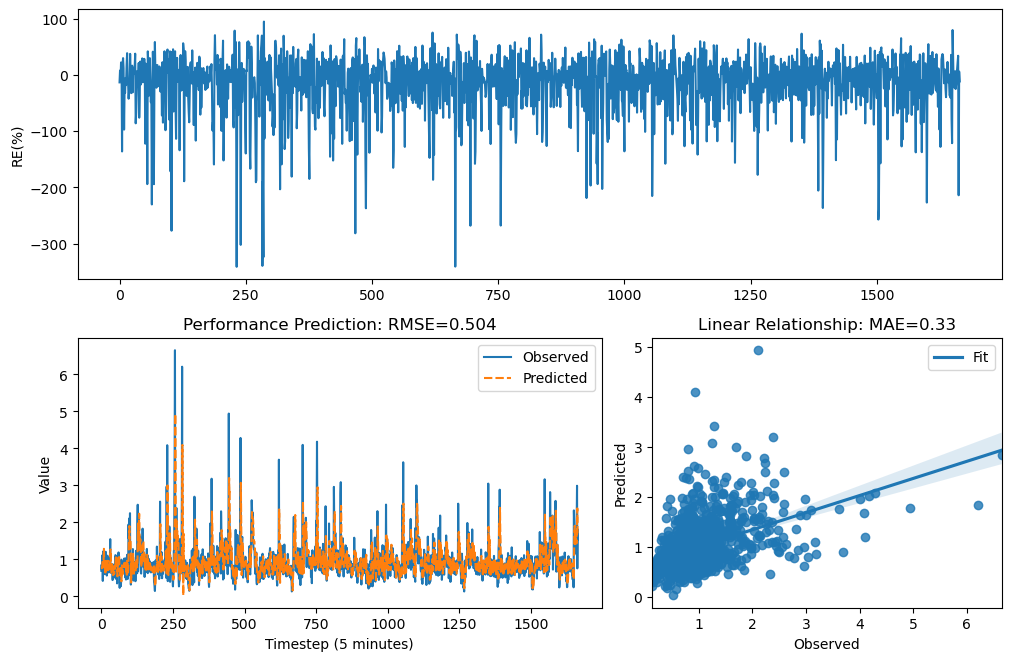 100
0
−100
−200
−300
RE(%)
0 250 500 750 1000 1250 1500
Performance Prediction: RMSE=0.504
Observed
Predicted
6
5
4
3
2
1
0
Value
0 250 500 750 1000 1250 1500
Timestep (5 minutes)
Linear Relationship: MAE=0.33
Fit
5
4
3
2
1
0
Predicted
1 2 3 4 5 6
Observed